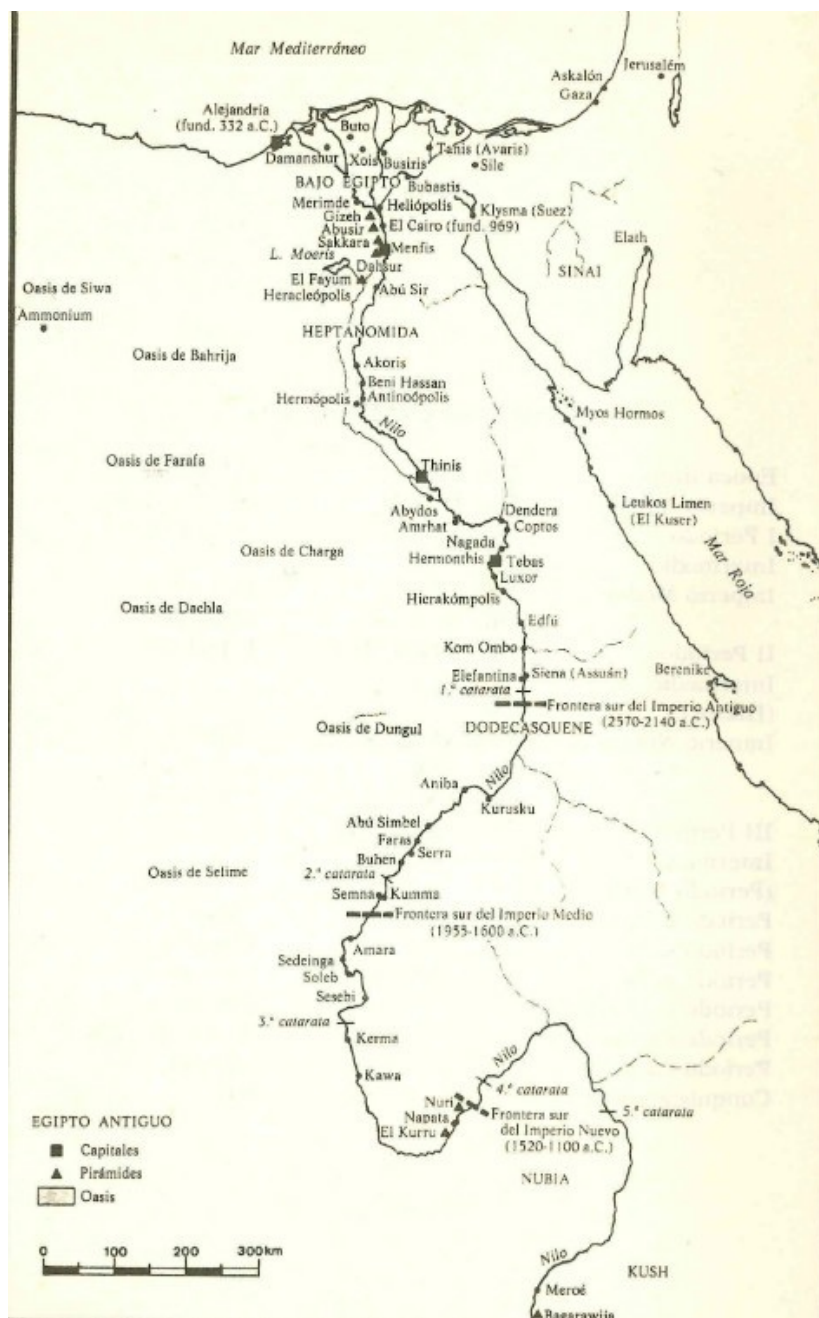 Mar Mediterráneo
Jerusalém
Askalón
Gaza
Alejandría
(fund. 332 a.C.)
Buto
Damanshur
Xois
Busiris
Tanis (Avaris)
Sile
BAJO EGIPTO
Bubastis
Merimde
Heliópolis
Gizeh
Klysma (Suez)
Abusir
El Cairo (fund. 969)
Sakkara
Menfis
Elath
L. Moeris
Dahsur
SINAI
El Fayum
Oasis de Siwa
Abú Sir
Heracleópolis
Ammonium
HEPTANOMIDA
Oasis de Bahrija
Akoris
Beni Hassan
Hermópolis
Antinoópolis
Myos Hormos
Nilo
Oasis de Farafa
Thinis
Leukos Limen
(El Kuser)
Abydos
Dendera
Amrhat
Coptos
Mar Rojo
Oasis de Charga
Nagada
Hermonthis
Tebas
Luxor
Oasis de Dachla
Hierakómpolis
Edfú
Kom Ombo
Elefantina
Siena (Assuán)
Berenike
1.ª catarata
Frontera sur del Imperio Antiguo
(2570-2140 a.C.)
Oasis de Dungul
DODECASQUENE
Nilo
Aniba
Kurusku
Abú Simbel
Faras
Serra
Buhen
Oasis de Selime
2.ª catarata
Semna
Kumma
Frontera sur del Imperio Medio
(1955-1600 a.C.)
Amara
Sedeinga
Soleb
Sesebi
3.ª catarata
Kerma
Nilo
Kawa
4.ª catarata
Nuri
Napata
Frontera sur
del Imperio Nuevo
(1520-1100 a.C.)
5.ª catarata
El Kurru
EGIPTO ANTIGUO
Capitales
Pirámides
Oasis
NUBIA
0 100 200 300km
Nilo
KUSH
Meroé
Bagarawija